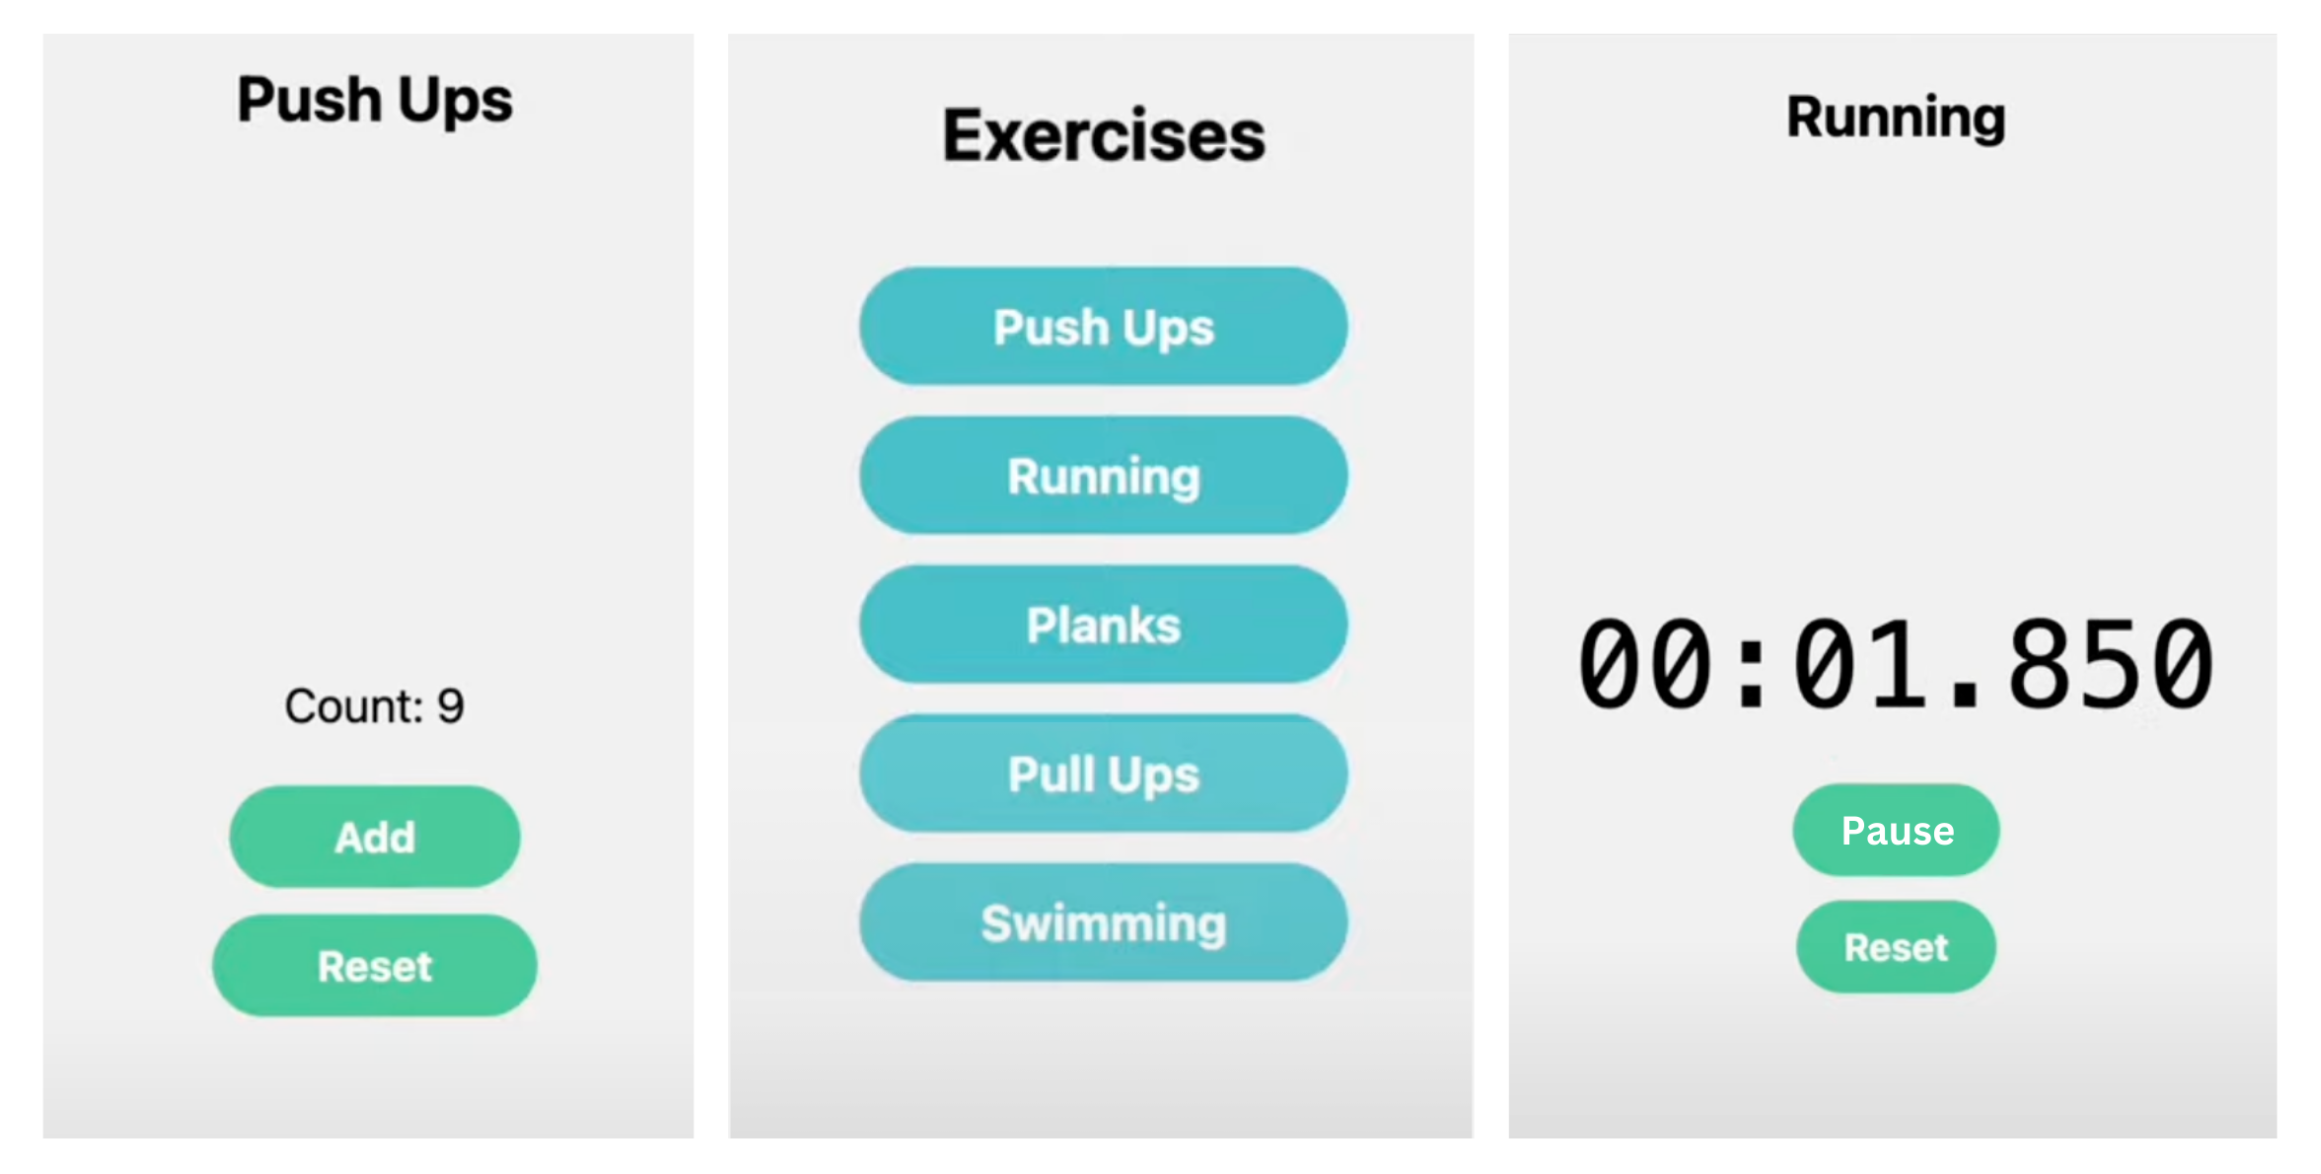 Push Ups
Count: 9
Add
Reset
Exercises
Push Ups
Running
Planks
Pull Ups
Swimming
Running
00:01.850
Pause
Reset